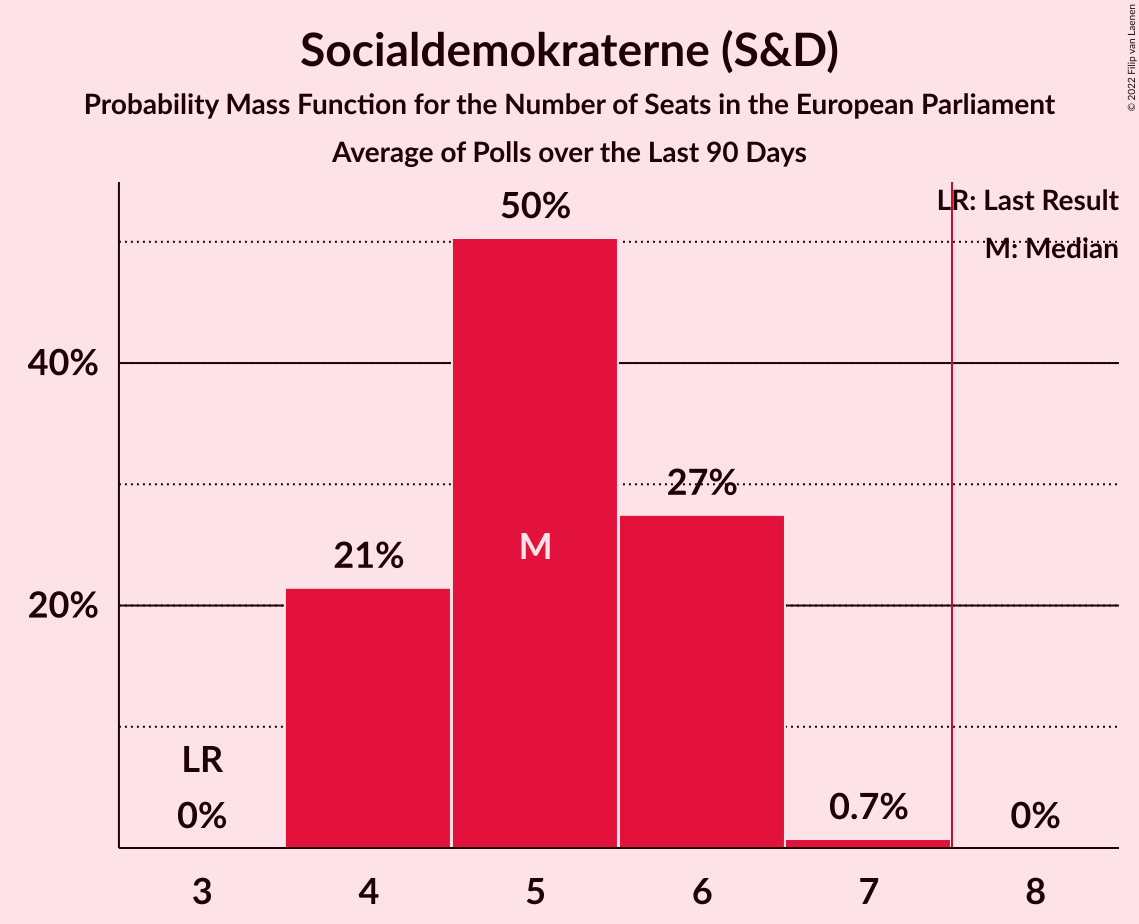 Socialdemokraterne (S&D)
Probability Mass Function for the Number of Seats in the European Parliament
Average of Polls over the Last 90 Days
© 2022 Filip van Laenen
LR: Last Result
M: Median
50%
40%
27%
M
21%
20%
LR
0%
0.7%
0%
3 4 5 6 7 8